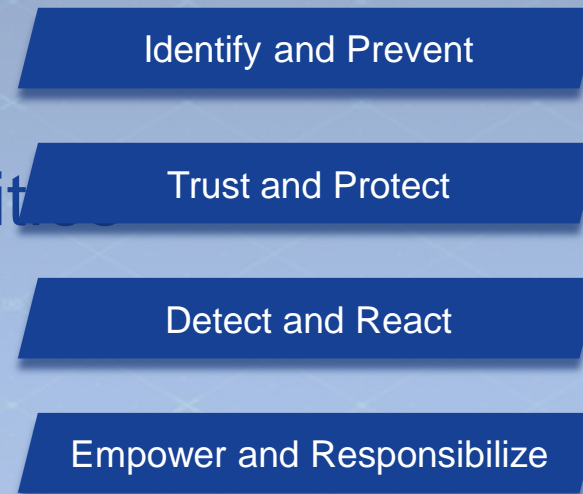 Identify and Prevent
Trust and Protect
Detect and React
Empower and Responsibilize